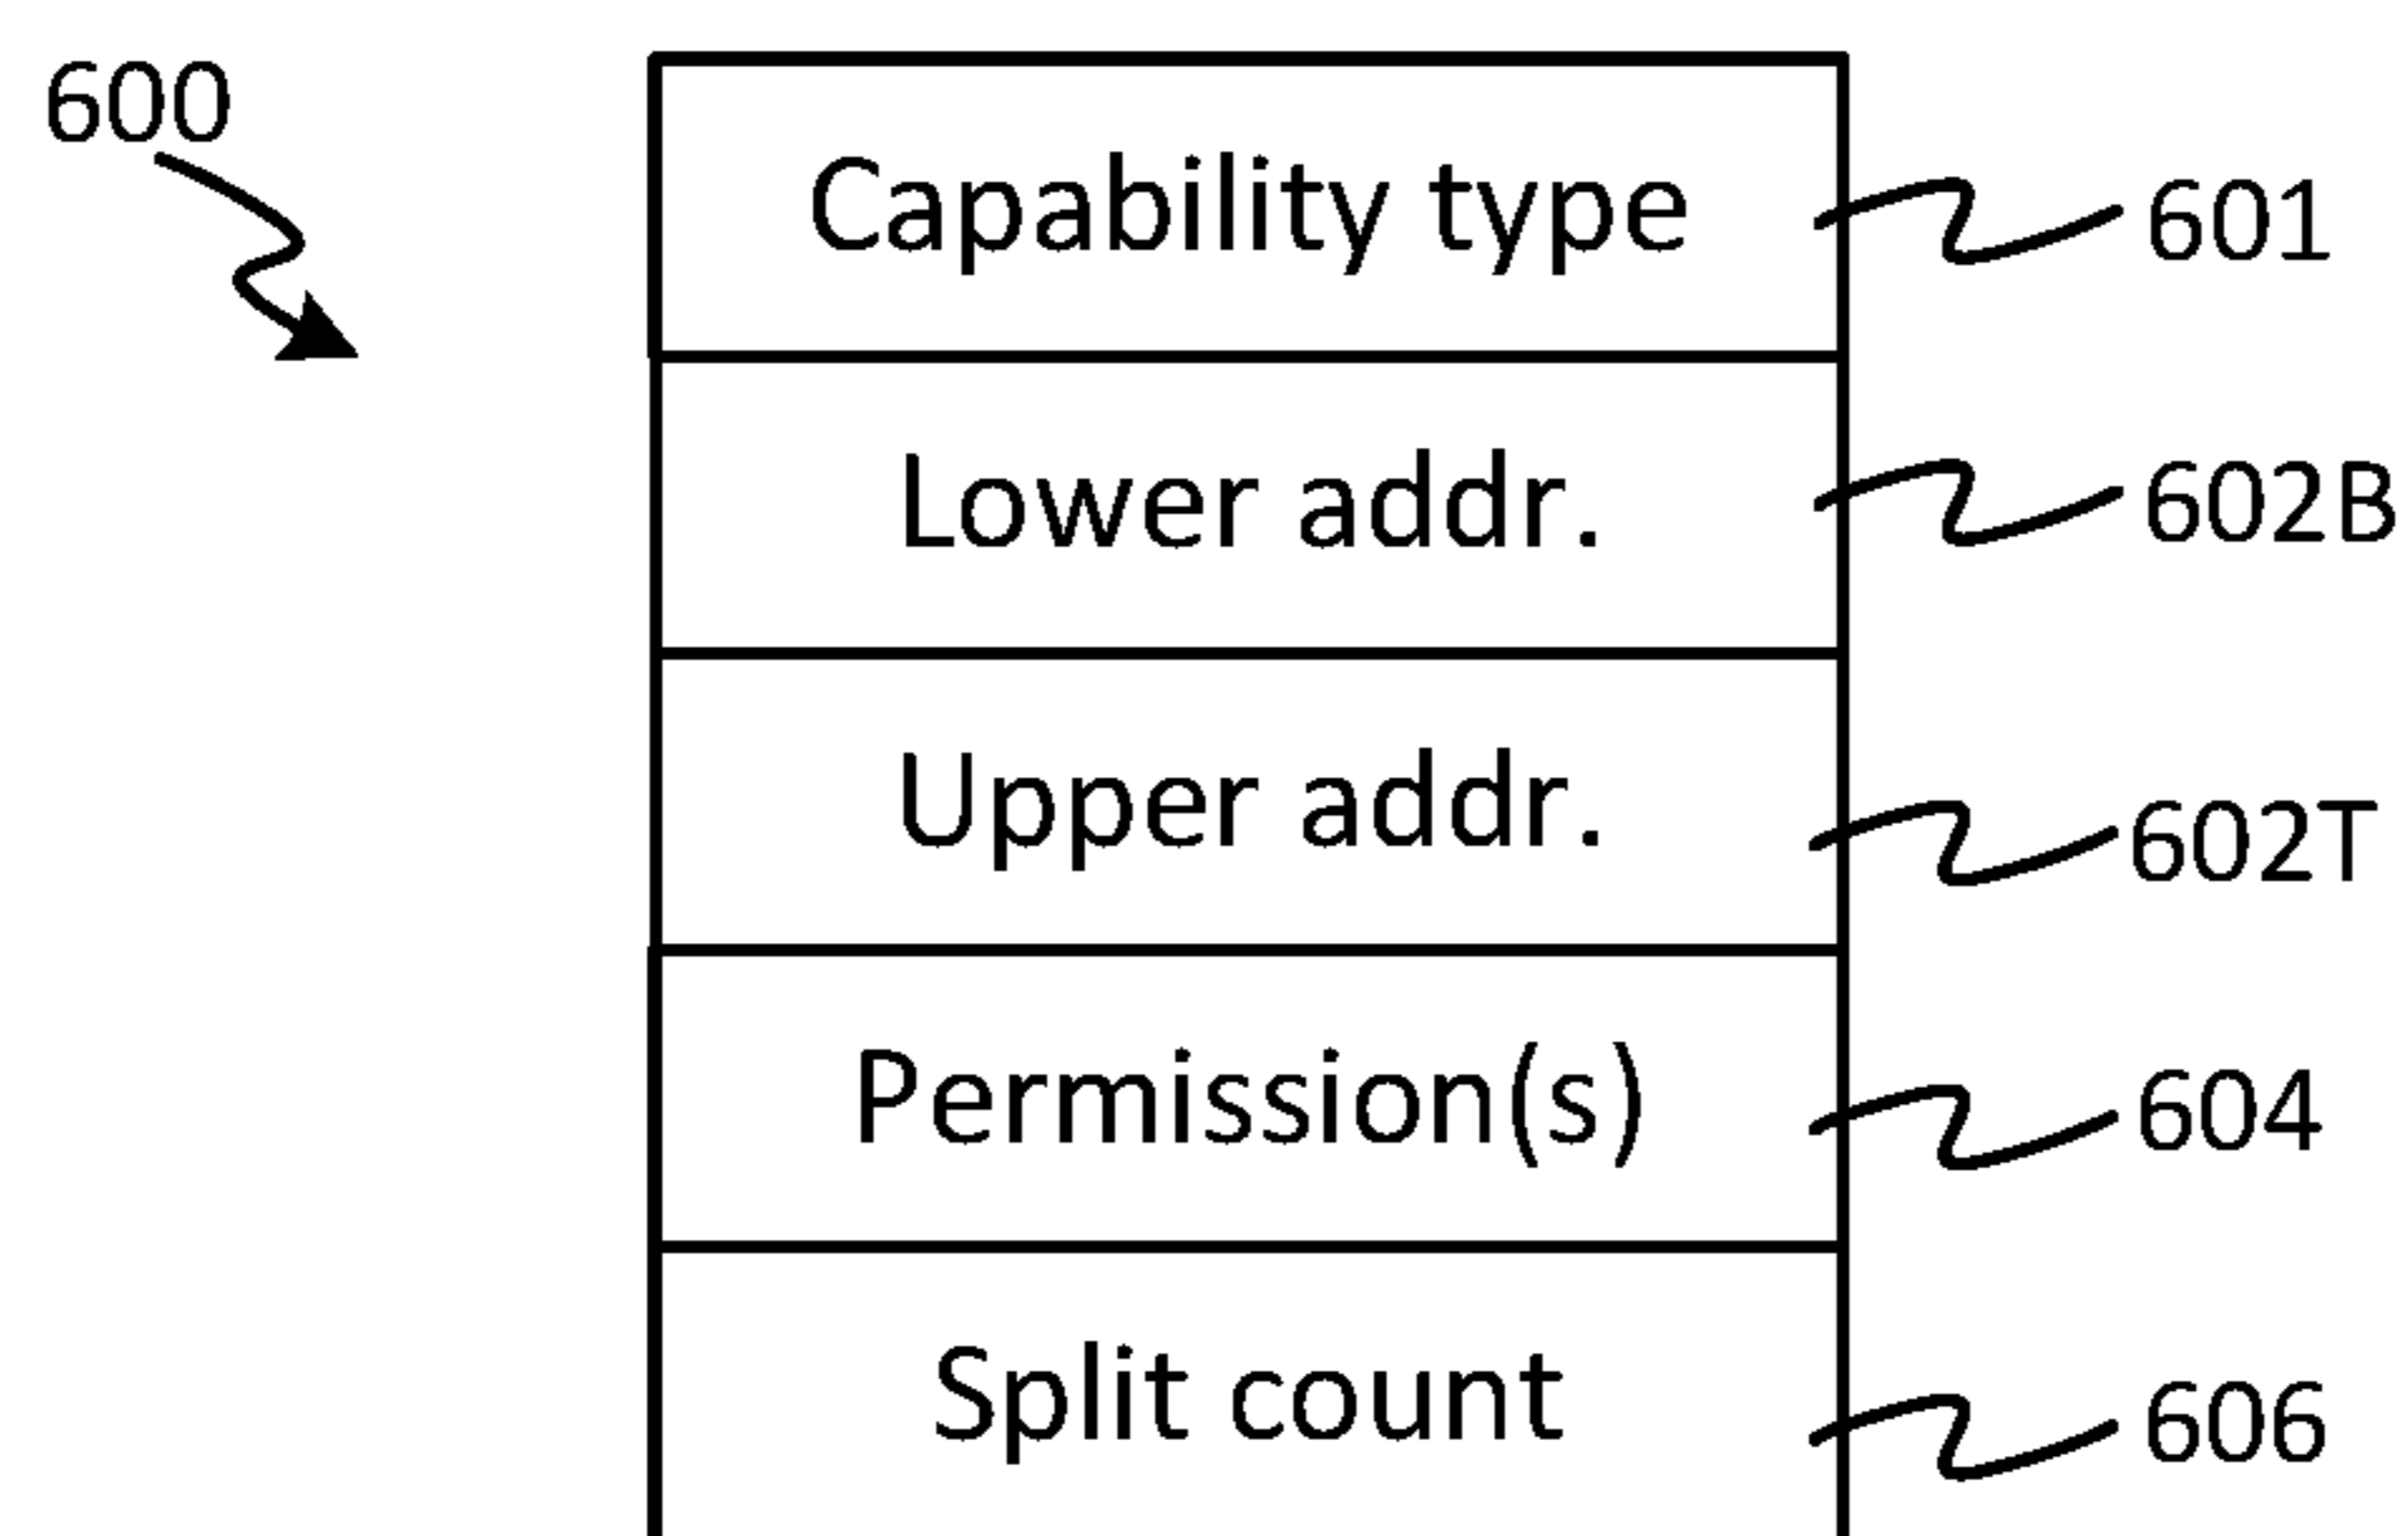 600
Capability type 601
Lower addr. 602B
Upper addr. 602T
Permission(s) 604
Split count 606